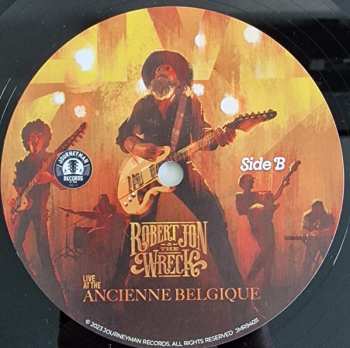 Side B
JOURNEYMAN
RECORDS
ROBERT JON
& THE
WRECK
LIVE
AT THE
ANCIENNE BELGIQUE
© 2023 JOURNEYMAN RECORDS. ALL RIGHTS RESERVED